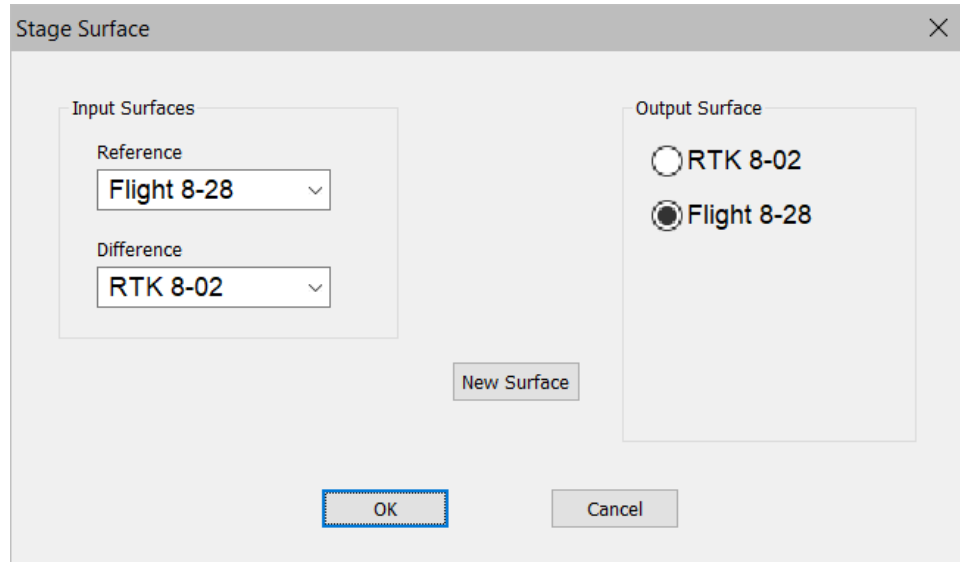 Stage Surface
Input Surfaces
Reference
Flight 8-28
Difference
RTK 8-02
Output Surface
RTK 8-02
Flight 8-28
New Surface
OK
Cancel